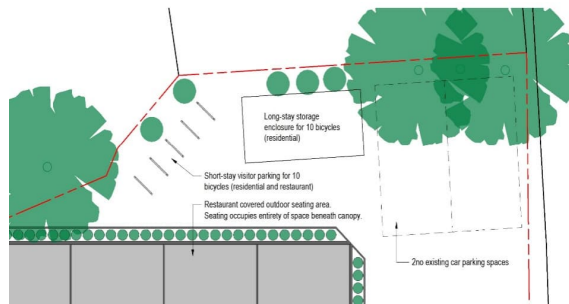 Long-stay storage
enclosure for 10 bicycles
(residential)
Short-stay visitor parking for 10
bicycles (residential and restaurant)
Restaurant covered outdoor seating area.
Seating occupies entirety of space beneath canopy.
2no existing car parking spaces